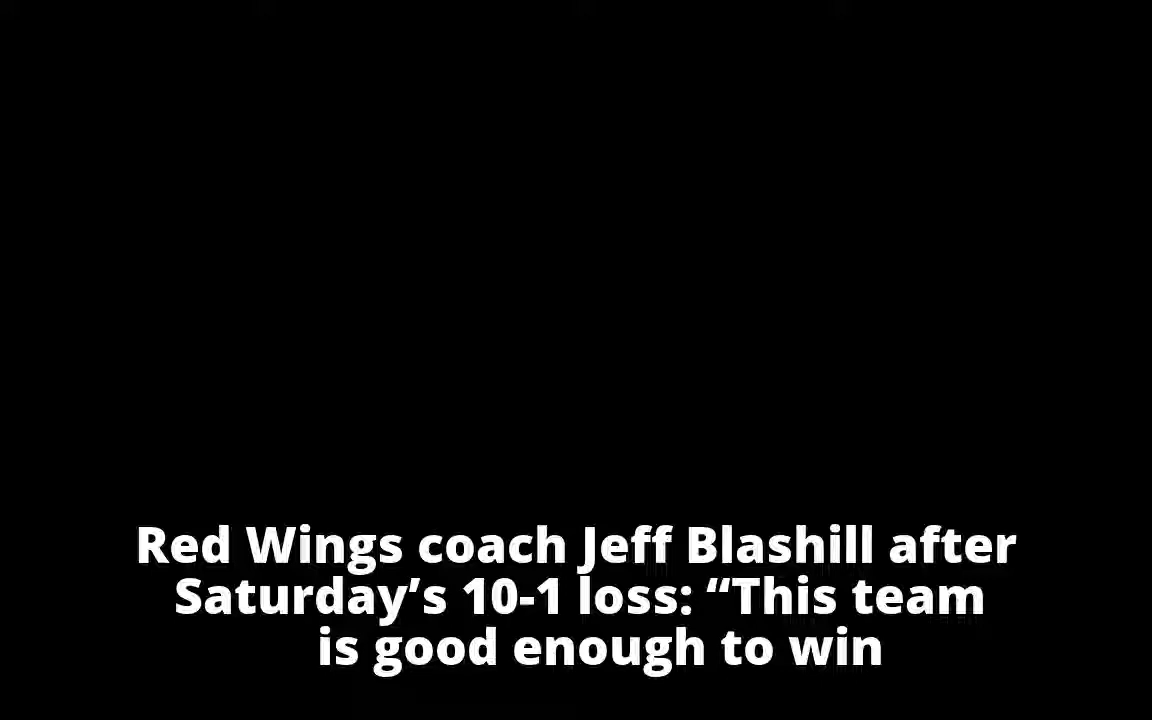 Red Wings coach Jeff Blashill after
Saturday’s 10-1 loss: “This team
is good enough to win